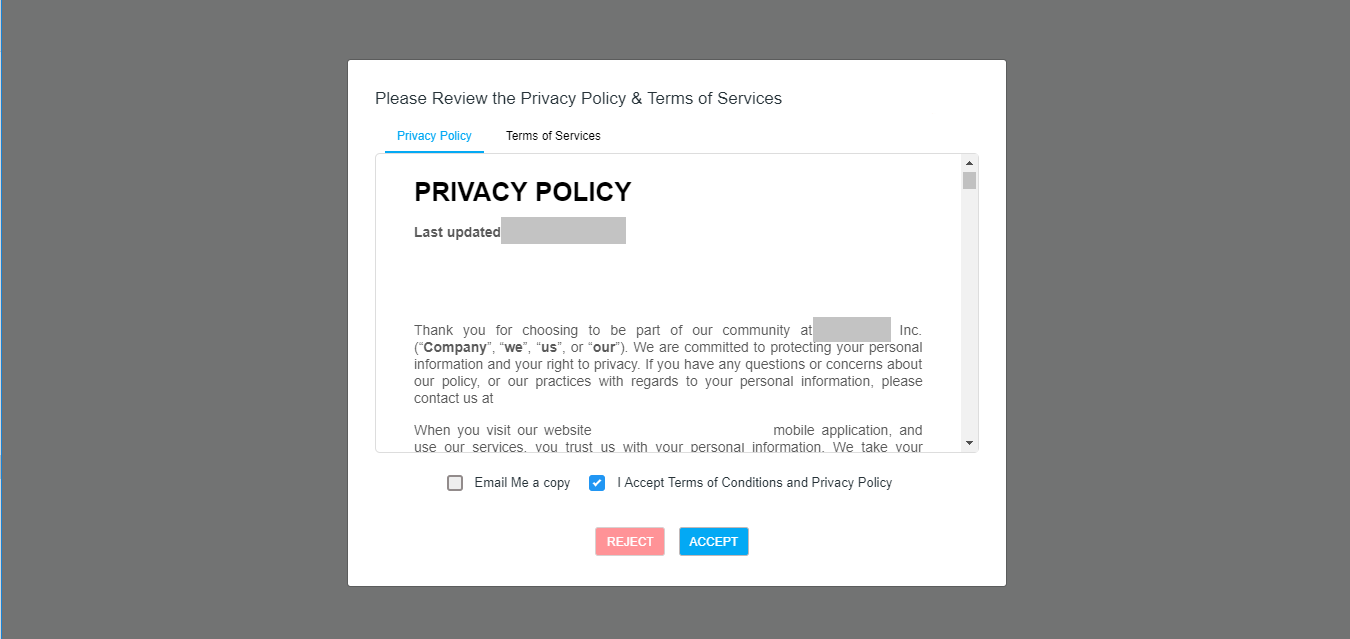 Please Review the Privacy Policy & Terms of Services
Privacy Policy Terms of Services
PRIVACY POLICY
Last updated
Thank you for choosing to be part of our community at Inc.
(“Company”, “we”, “us”, or “our”). We are committed to protecting your personal
information and your right to privacy. If you have any questions or concerns about
our policy, or our practices with regards to your personal information, please
contact us at
When you visit our website mobile application, and
use our services, you trust us with your personal information. We take your
Email Me a copy I Accept Terms of Conditions and Privacy Policy
REJECT ACCEPT